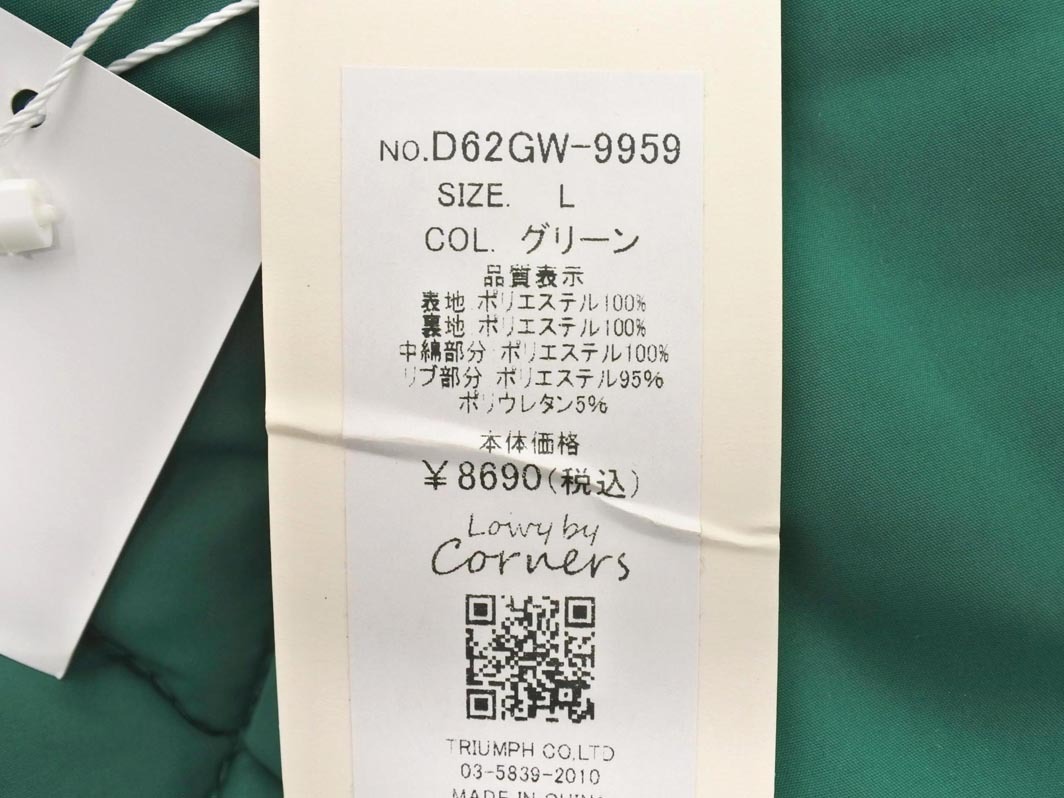 NO.D62GW-9959
SIZE. L
COL. グリーン
品質表示
表地 ポリエステル100%
裏地 ポリエステル100%
中綿部分 ポリエステル100%
リブ部分 ポリエステル95%
ポリウレタン5%
本体価格
¥8690(税込)
Lowy by
Corners
TRIUMPH CO,LTD
03-5839-2010
MADE IN CHINA